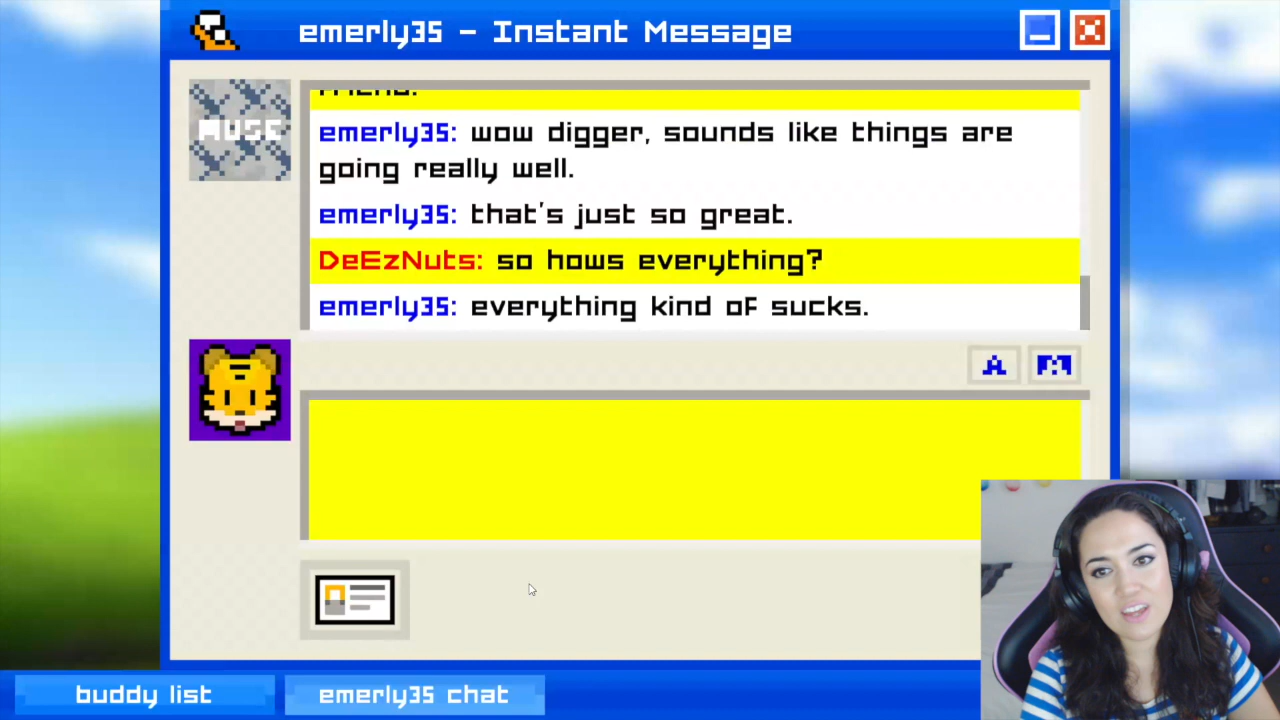 emerly35 - Instant Message
MUSE
friend.
emerly35: wow digger, sounds like things are
going really well.
emerly35: that's just so great.
DeEzNuts: so hows everything?
emerly35: everything kind of sucks.
A
buddy list
emerly35 chat